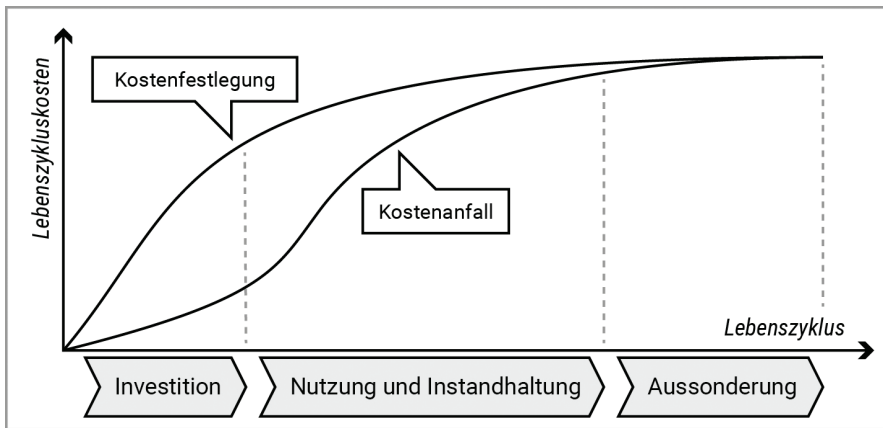 Lebenszykluskosten
Kostenfestlegung
Kostenanfall
Lebenszyklus
Investition
Nutzung und Instandhaltung
Aussonderung